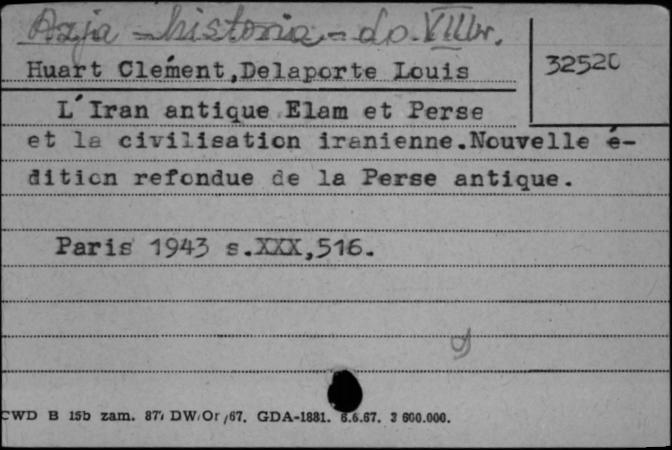 Azja - historia - do VIII w.
32520
Huart Clément,Delaporte Louis
L'Iran antique Elam et Perse
et la civilisation iranienne.Nouvelle é-
dition refondue de la Perse antique.
Paris 1943 s.XXX,516.
CWD B 15b zam. 87/ DW/Or/67. GDA-1881. 6.6.67. 3 600.000.